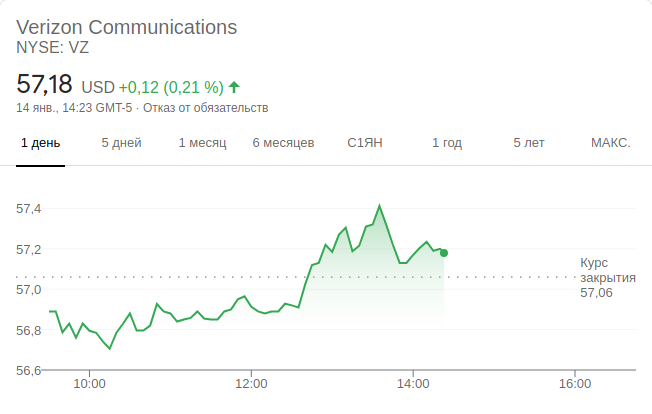 Verizon Communications
NYSE: VZ
57,18 USD +0,12 (0,21 %)
14 янв., 14:23 GMT-5 · Отказ от обязательств
1 день 5 дней 1 месяц 6 месяцев С1ЯН 1 год 5 лет МАКС.
57,4
57,2
57,0
56,8
56,6
Курс
закрытия
57,06
10:00 12:00 14:00 16:00